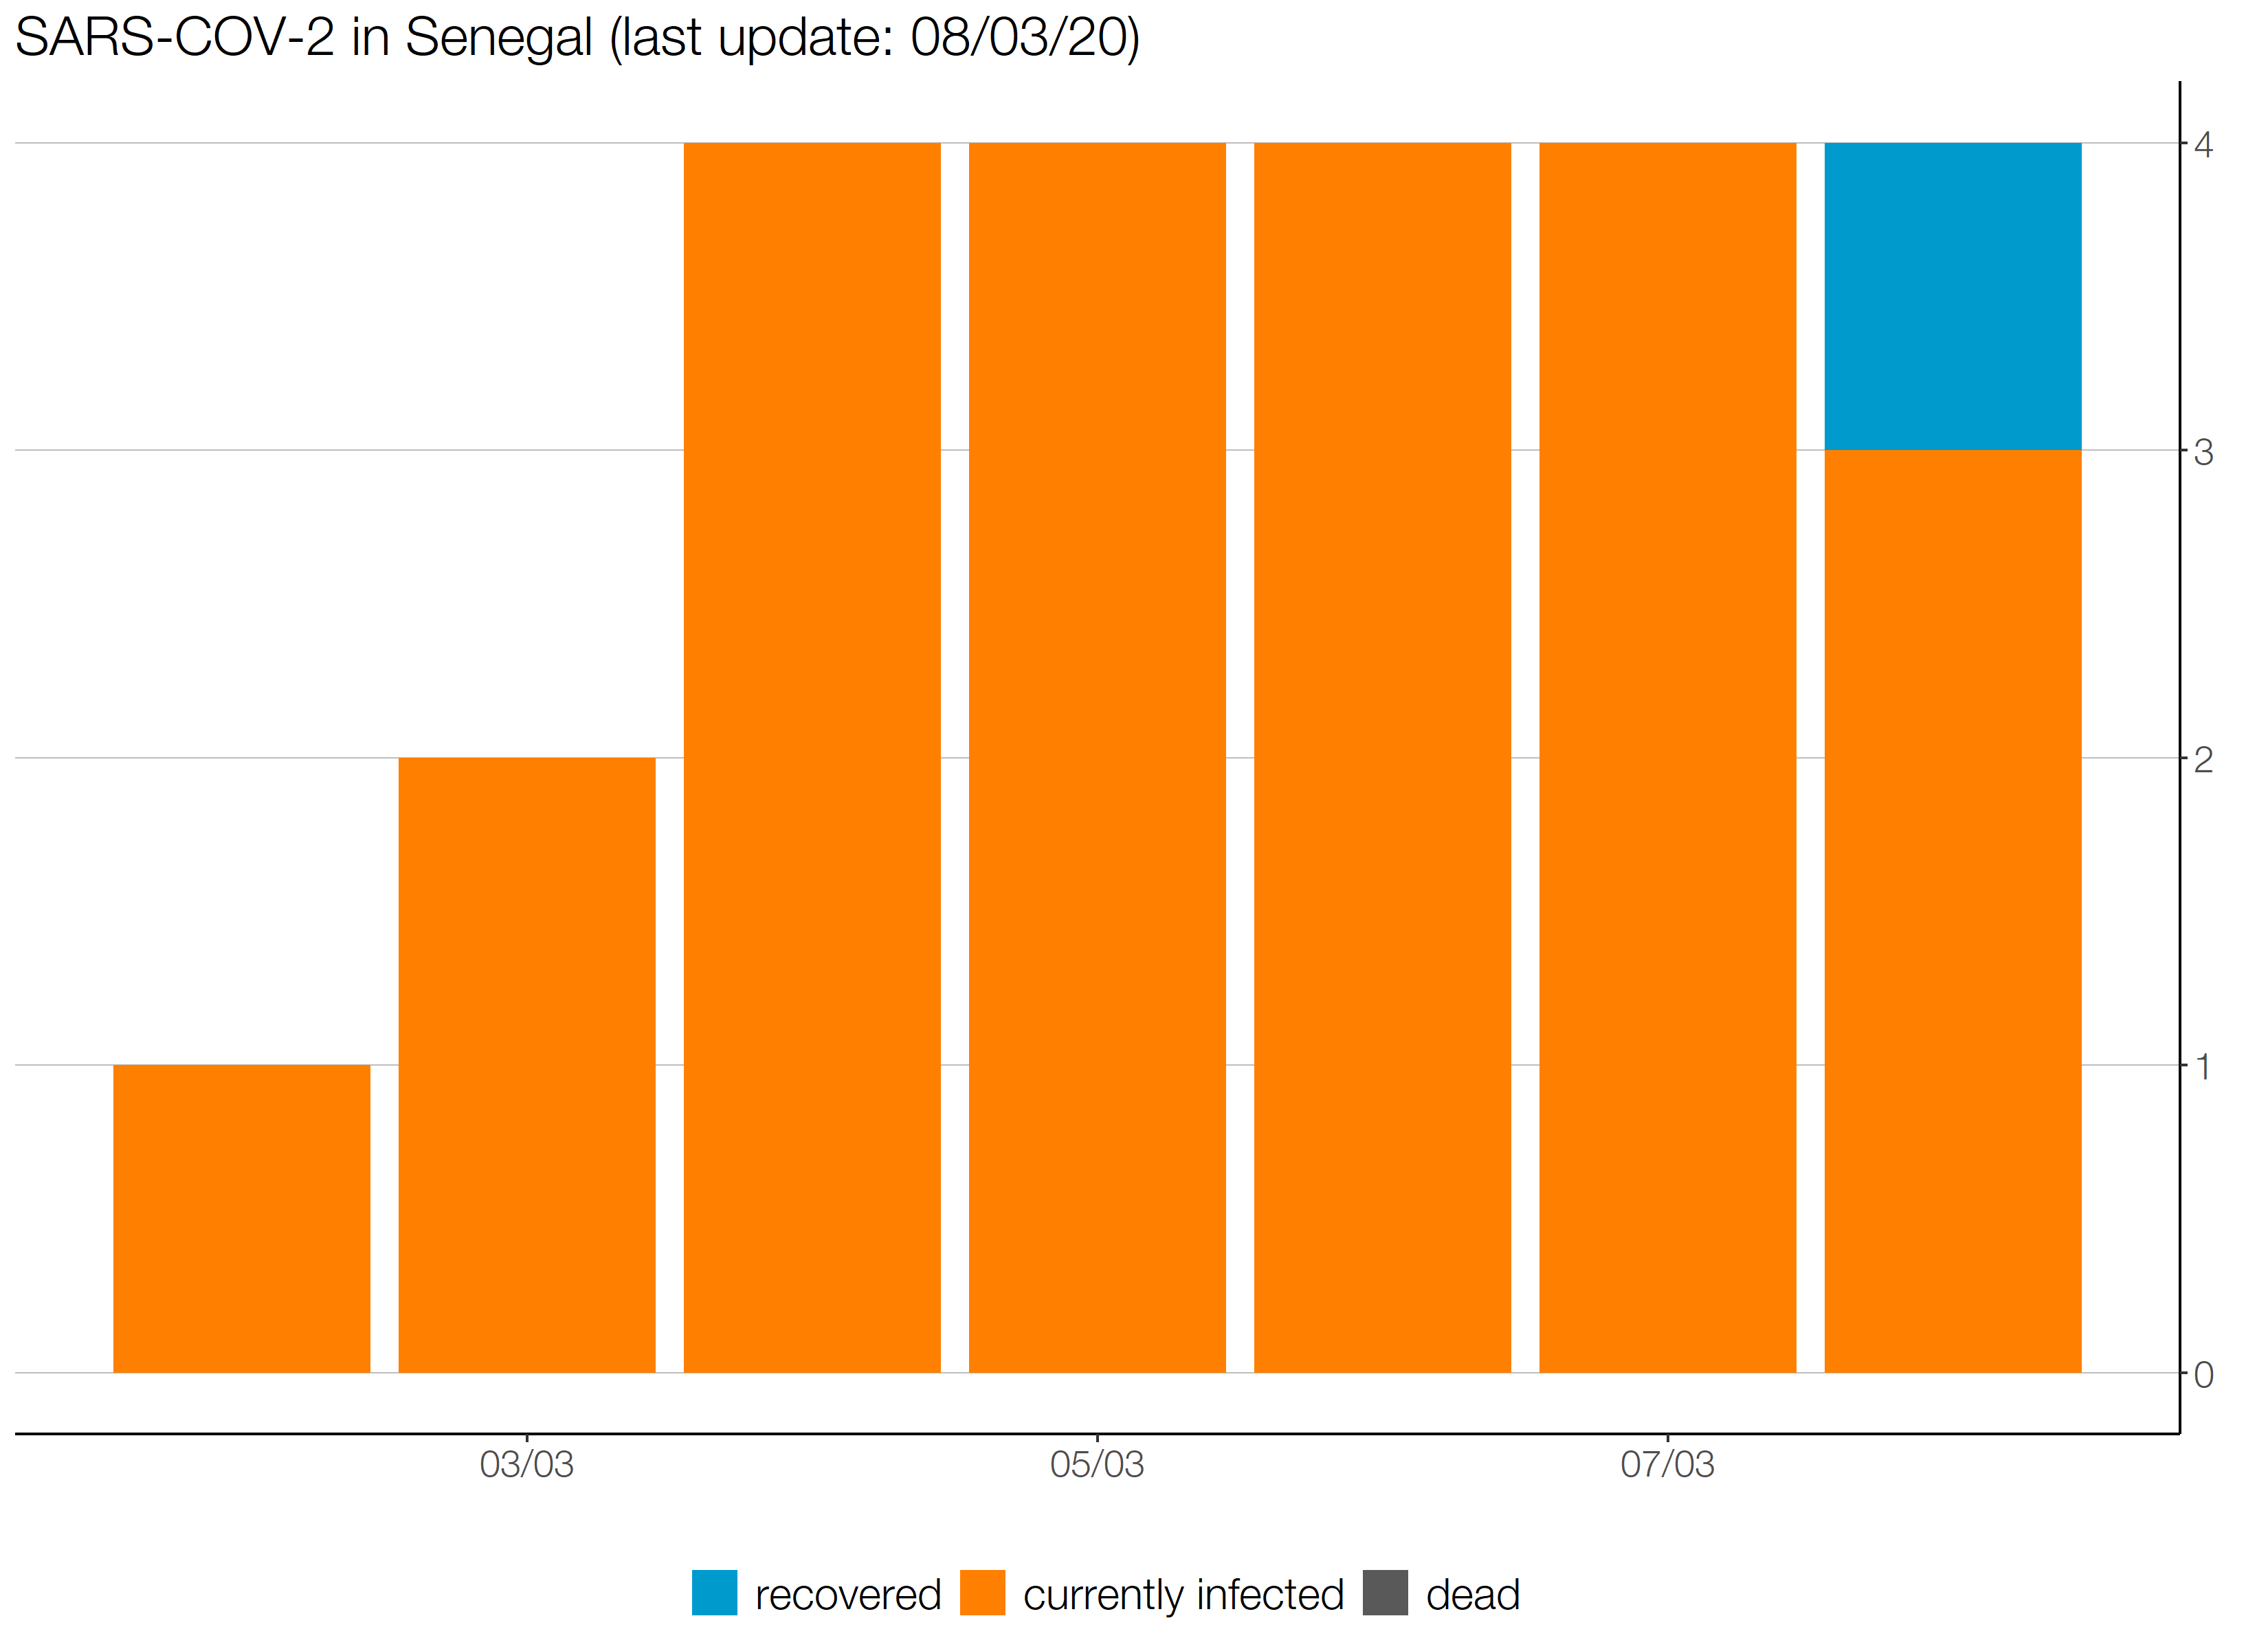 SARS-COV-2 in Senegal (last update: 08/03/20)
4
3
2
1
0
03/03 05/03 07/03
recovered currently infected dead